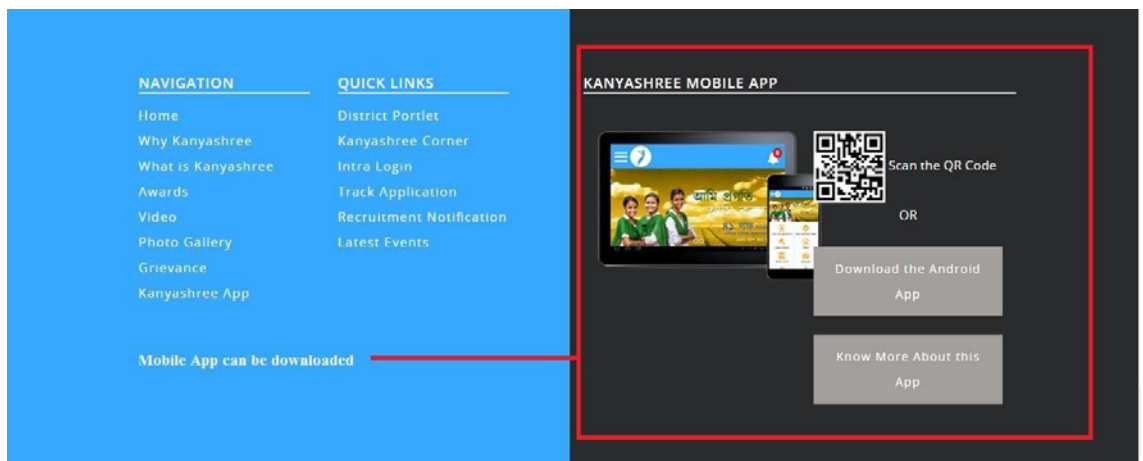 NAVIGATION
Home
Why Kanyashree
What is Kanyashree
Awards
Video
Photo Gallery
Grievance
Kanyashree App
QUICK LINKS
District Portlet
Kanyashree Corner
Intra Login
Track Application
Recruitment Notification
Latest Events
Mobile App can be downloaded
KANYASHREE MOBILE APP
আমি প্রগতি
Scan the QR Code
OR
Download the Android
App
Know More About this
App